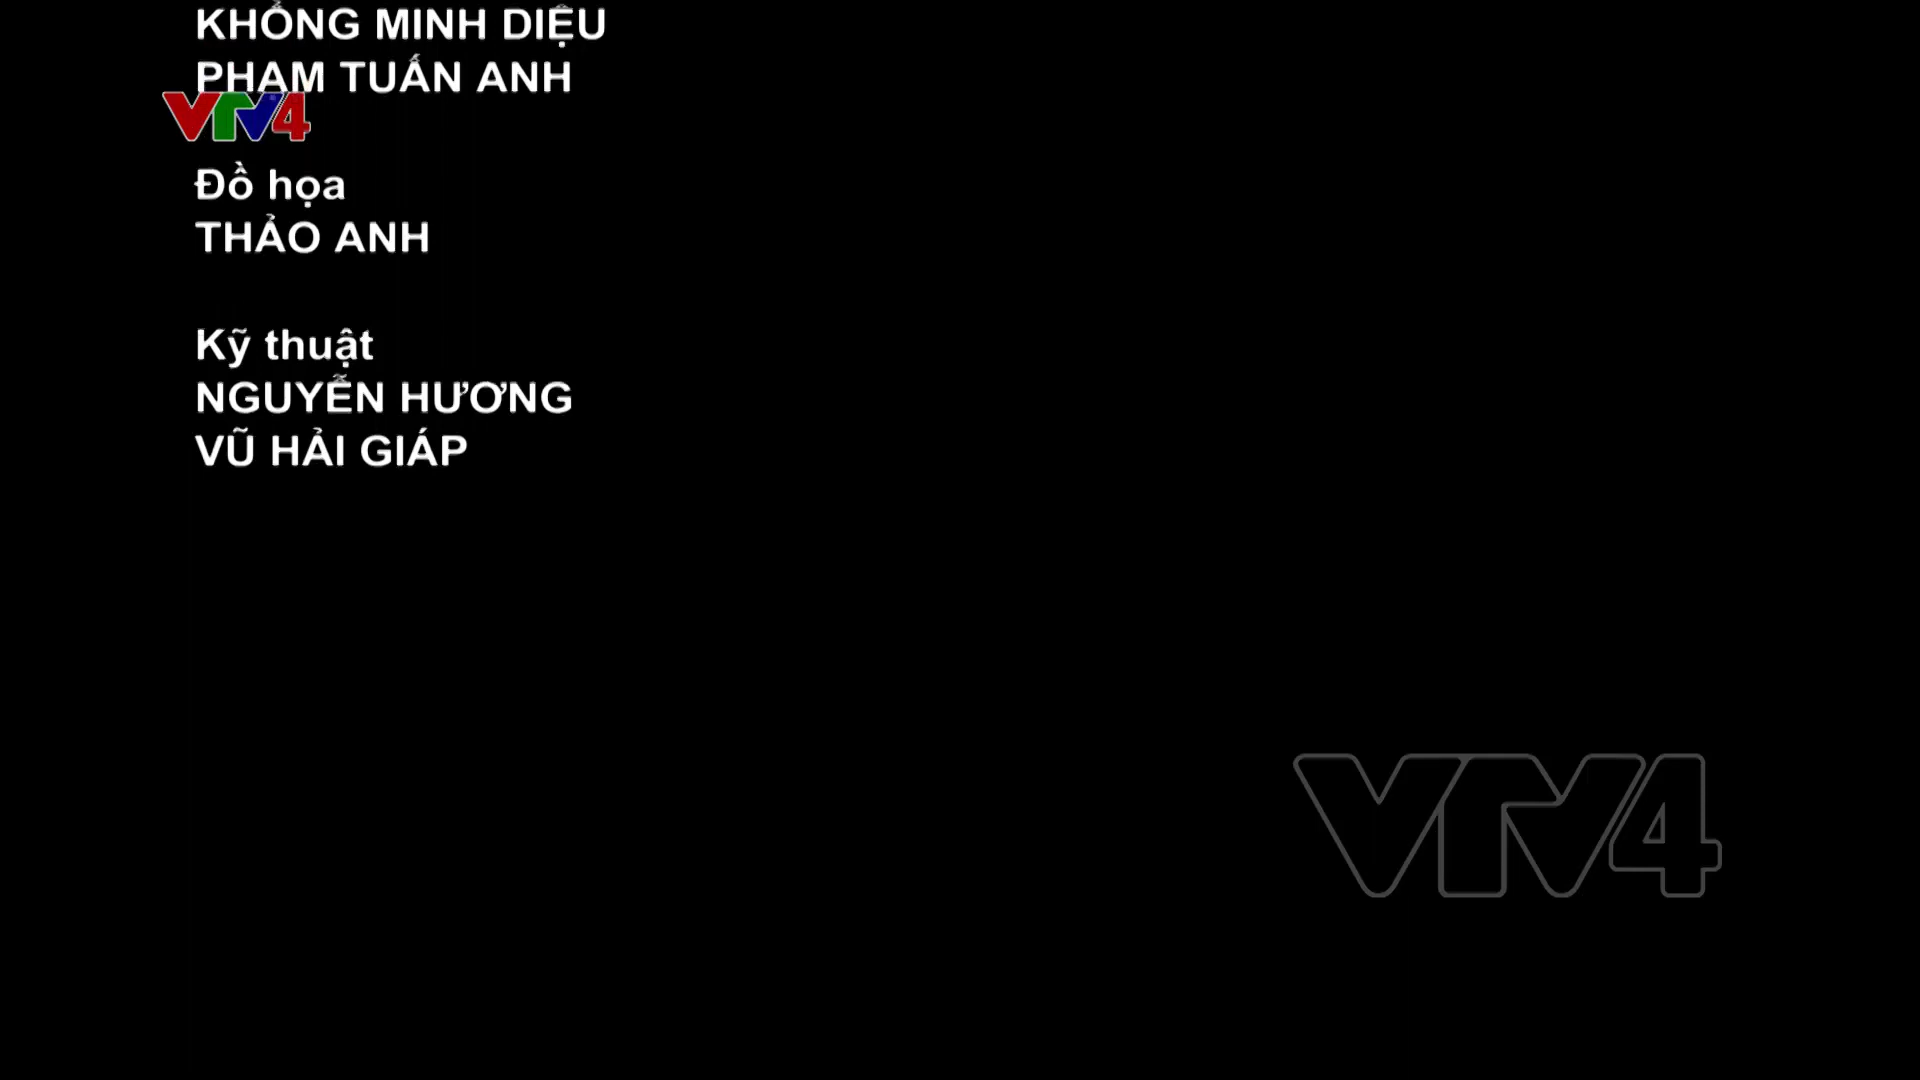 KHỔNG MINH DIỆU
PHẠM TUẤN ANH
VTV4
Đồ họa
THẢO ANH
Kỹ thuật
NGUYỄN HƯƠNG
VŨ HẢI GIÁP
VTV4